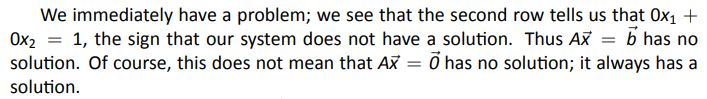 We immediately have a problem; we see that the second row tells us that 0x₁ +
0x₂ = 1, the sign that our system does not have a solution. Thus Ax⃗ = b⃗ has no
solution. Of course, this does not mean that Ax⃗ = 0⃗ has no solution; it always has a
solution.